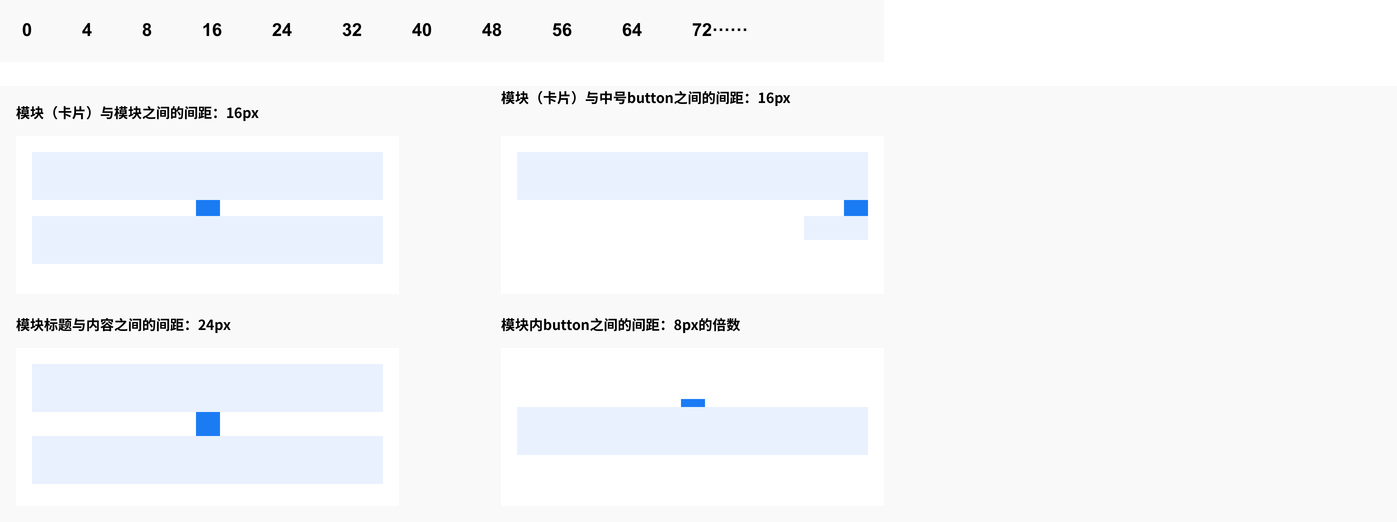 0 4 8 16 24 32 40 48 56 64 72······
模块（卡片）与模块之间的间距：16px
模块（卡片）与中号button之间的间距：16px
模块标题与内容之间的间距：24px
模块内button之间的间距：8px的倍数